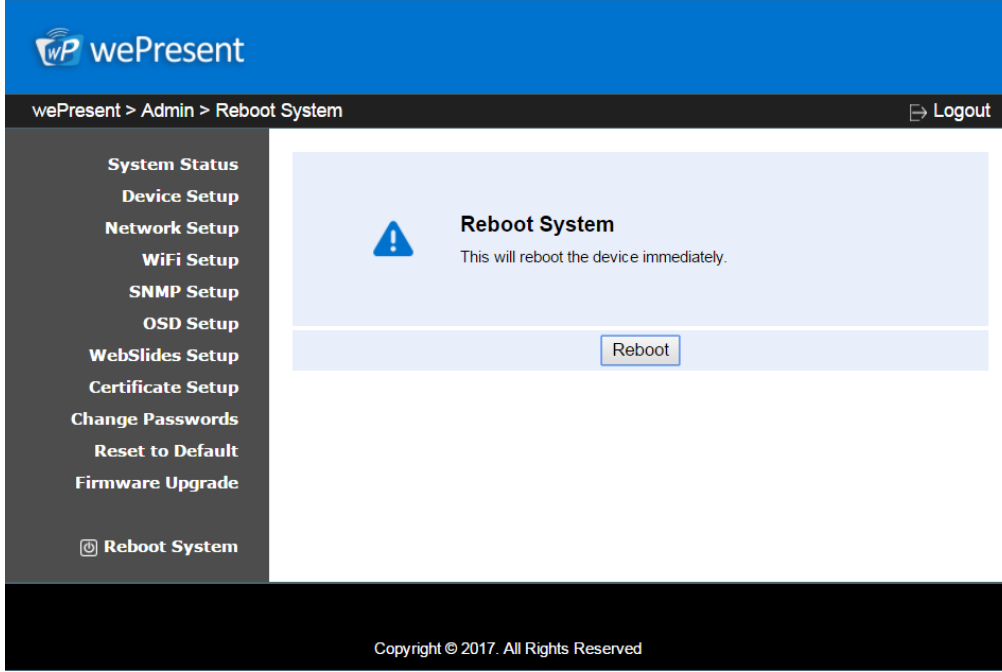 wP wePresent
wePresent > Admin > Reboot System
Logout
System Status
Device Setup
Network Setup
WiFi Setup
SNMP Setup
OSD Setup
WebSlides Setup
Certificate Setup
Change Passwords
Reset to Default
Firmware Upgrade
Reboot System
Reboot System
This will reboot the device immediately.
Reboot
Copyright © 2017. All Rights Reserved